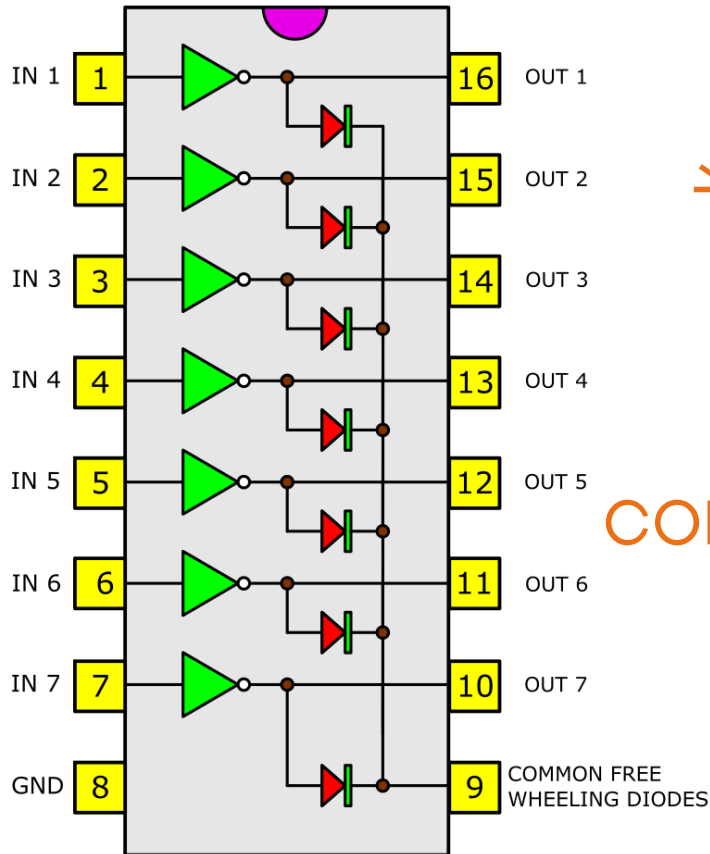 IN 1 1 16 OUT 1
IN 2 2 15 OUT 2
IN 3 3 14 OUT 3
IN 4 4 13 OUT 4
IN 5 5 12 OUT 5
IN 6 6 11 OUT 6
IN 7 7 10 OUT 7
GND 8 9 COMMON FREE
WHEELING DIODES